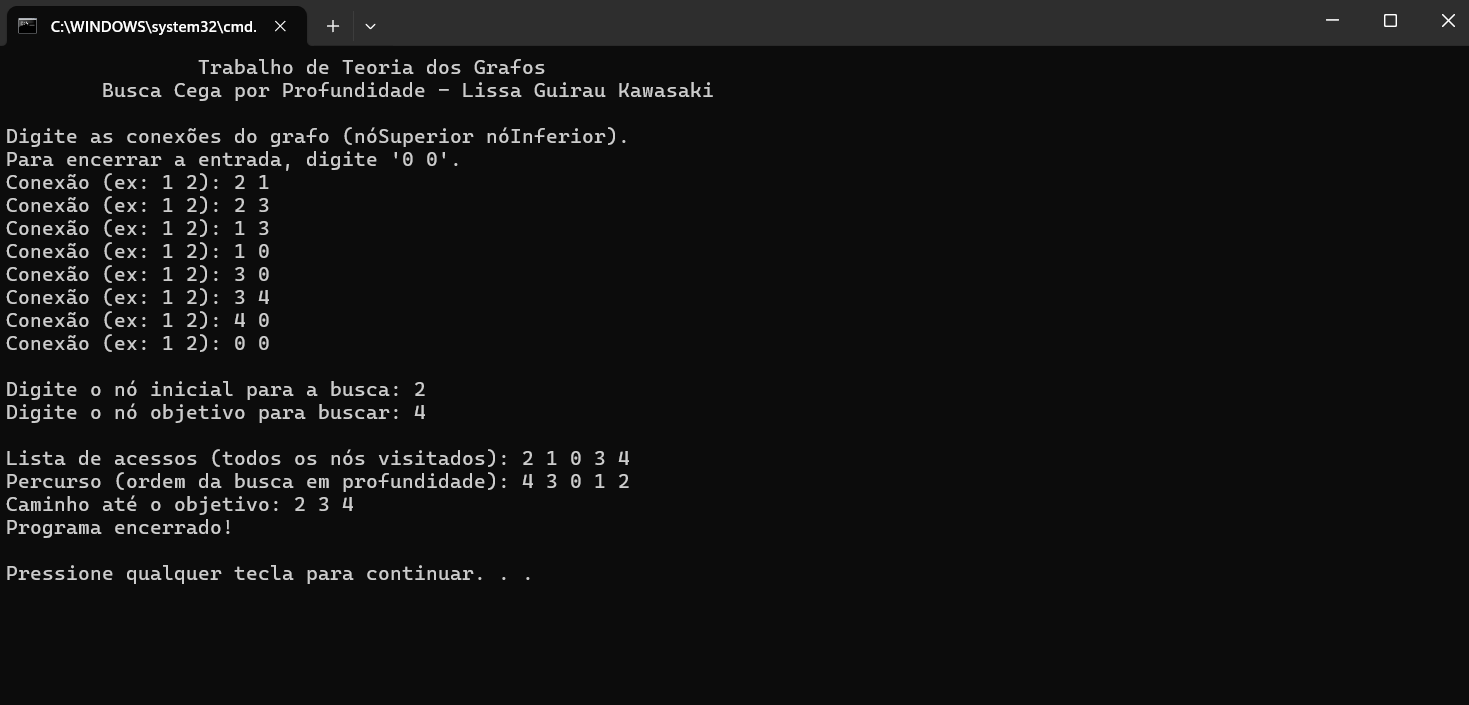 C:\WINDOWS\system32\cmd.
Trabalho de Teoria dos Grafos
Busca Cega por Profundidade - Lissa Guirau Kawasaki
Digite as conexões do grafo (nóSuperior nóInferior).
Para encerrar a entrada, digite '0 0'.
Conexão (ex: 1 2): 2 1
Conexão (ex: 1 2): 2 3
Conexão (ex: 1 2): 1 3
Conexão (ex: 1 2): 1 0
Conexão (ex: 1 2): 3 0
Conexão (ex: 1 2): 3 4
Conexão (ex: 1 2): 4 0
Conexão (ex: 1 2): 0 0
Digite o nó inicial para a busca: 2
Digite o nó objetivo para buscar: 4
Lista de acessos (todos os nós visitados): 2 1 0 3 4
Percurso (ordem da busca em profundidade): 4 3 0 1 2
Caminho até o objetivo: 2 3 4
Programa encerrado!
Pressione qualquer tecla para continuar. . .